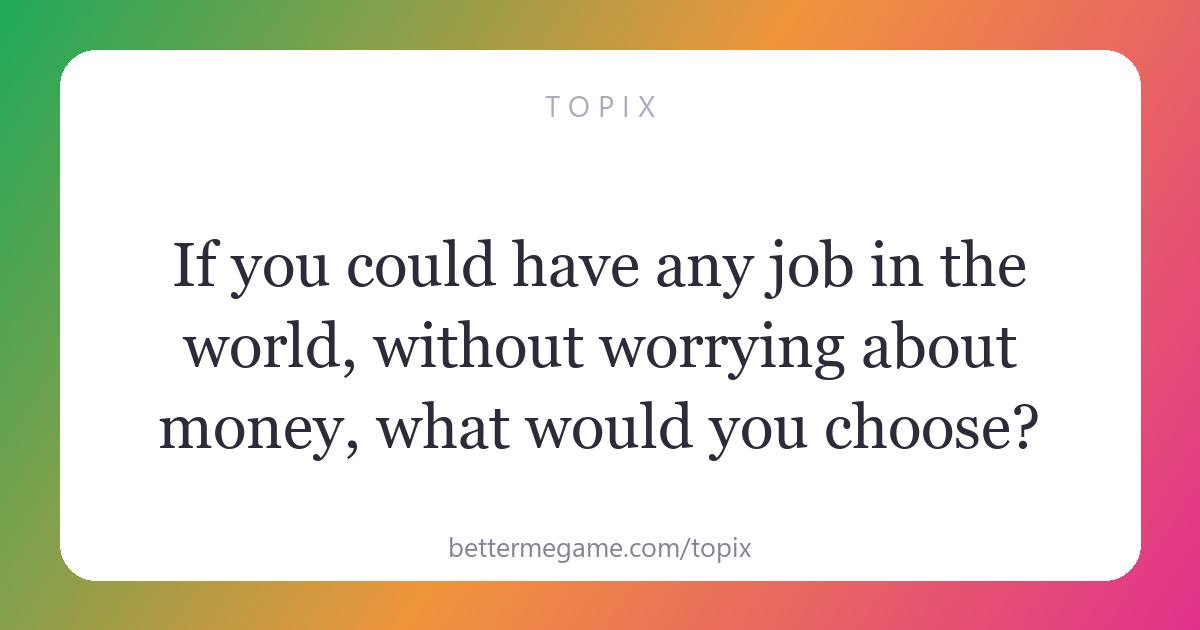 TOPIX
If you could have any job in the
world, without worrying about
money, what would you choose?
bettermegame.com/topix